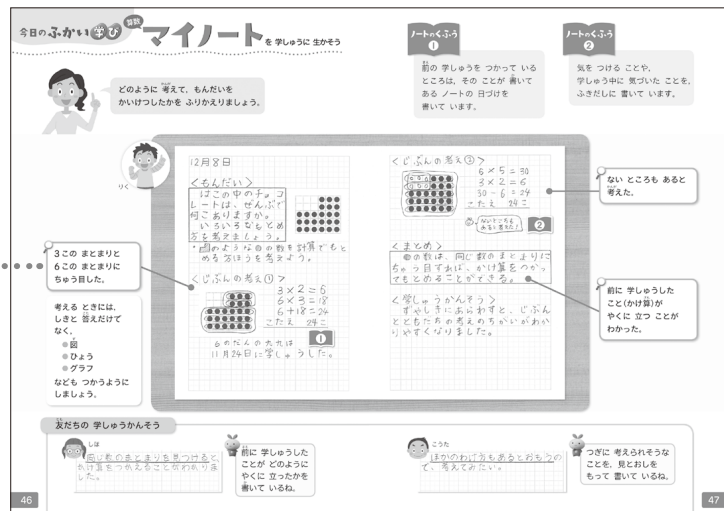 今日のふかい学び
算数
マイノートを 学しゅうに 生かそう
どのように 考えて、もんだいを
かいけつしたかを ふりかえりましょう。
ノートのくふう
1
前の 学しゅうを つかって いる
ところは、その ことが 書いて
ある ノートの 日づけを
書いて います。
ノートのくふう
2
気を つける ことや、
学しゅう中に 気づいた ことを、
ふきだしに 書いて います。
りく
12月8日
<もんだい>
はこの中のチョコ
レートは、ぜんぶで
何こありますか。
いろいろなもとめ
方を考えましょう。
のような●の数を計算でもと
める方ほうを考えよう。
<じぶんの考え①>
3×2=6
6×3=18
6+18=24
こたえ 24こ
6のだんの九九は
11月24日に学しゅうした。
1
<じぶんの考え②>
6×5=30
3×2=6
30-6=24
こたえ 24こ
ないところも
あると考えた!
2
<まとめ>
●の数は、同じ数のまとまりに
ちゅう目すれば、かけ算をつかっ
てもとめることができる。
<学しゅうかんそう>
ずやしきにあらわすと、じぶん
とともだちの考えのちがいがわか
りやすくなりました。
3この まとまりと
6この まとまりに
ちゅう目した。
考える ときには、
しきと 答えだけで
なく、
図
ひょう
グラフ
なども つかうように
しましょう。
ない ところも あると
考えた。
前に 学しゅうした
こと(かけ算)が
やくに 立つ ことが
わかった。
友だちの 学しゅうかんそう
しほ
同じ数のまとまりを見つけると、
かけ算をつかえることがわかりま
した。
前に 学しゅうした
ことが どのように
やくに 立ったかを
書いて いるね。
こうた
ほかのわけ方もあるとおもうの
で、考えてみたい。
つぎに 考えられそうな
ことを、見とおしを
もって 書いて いるね。
46
47